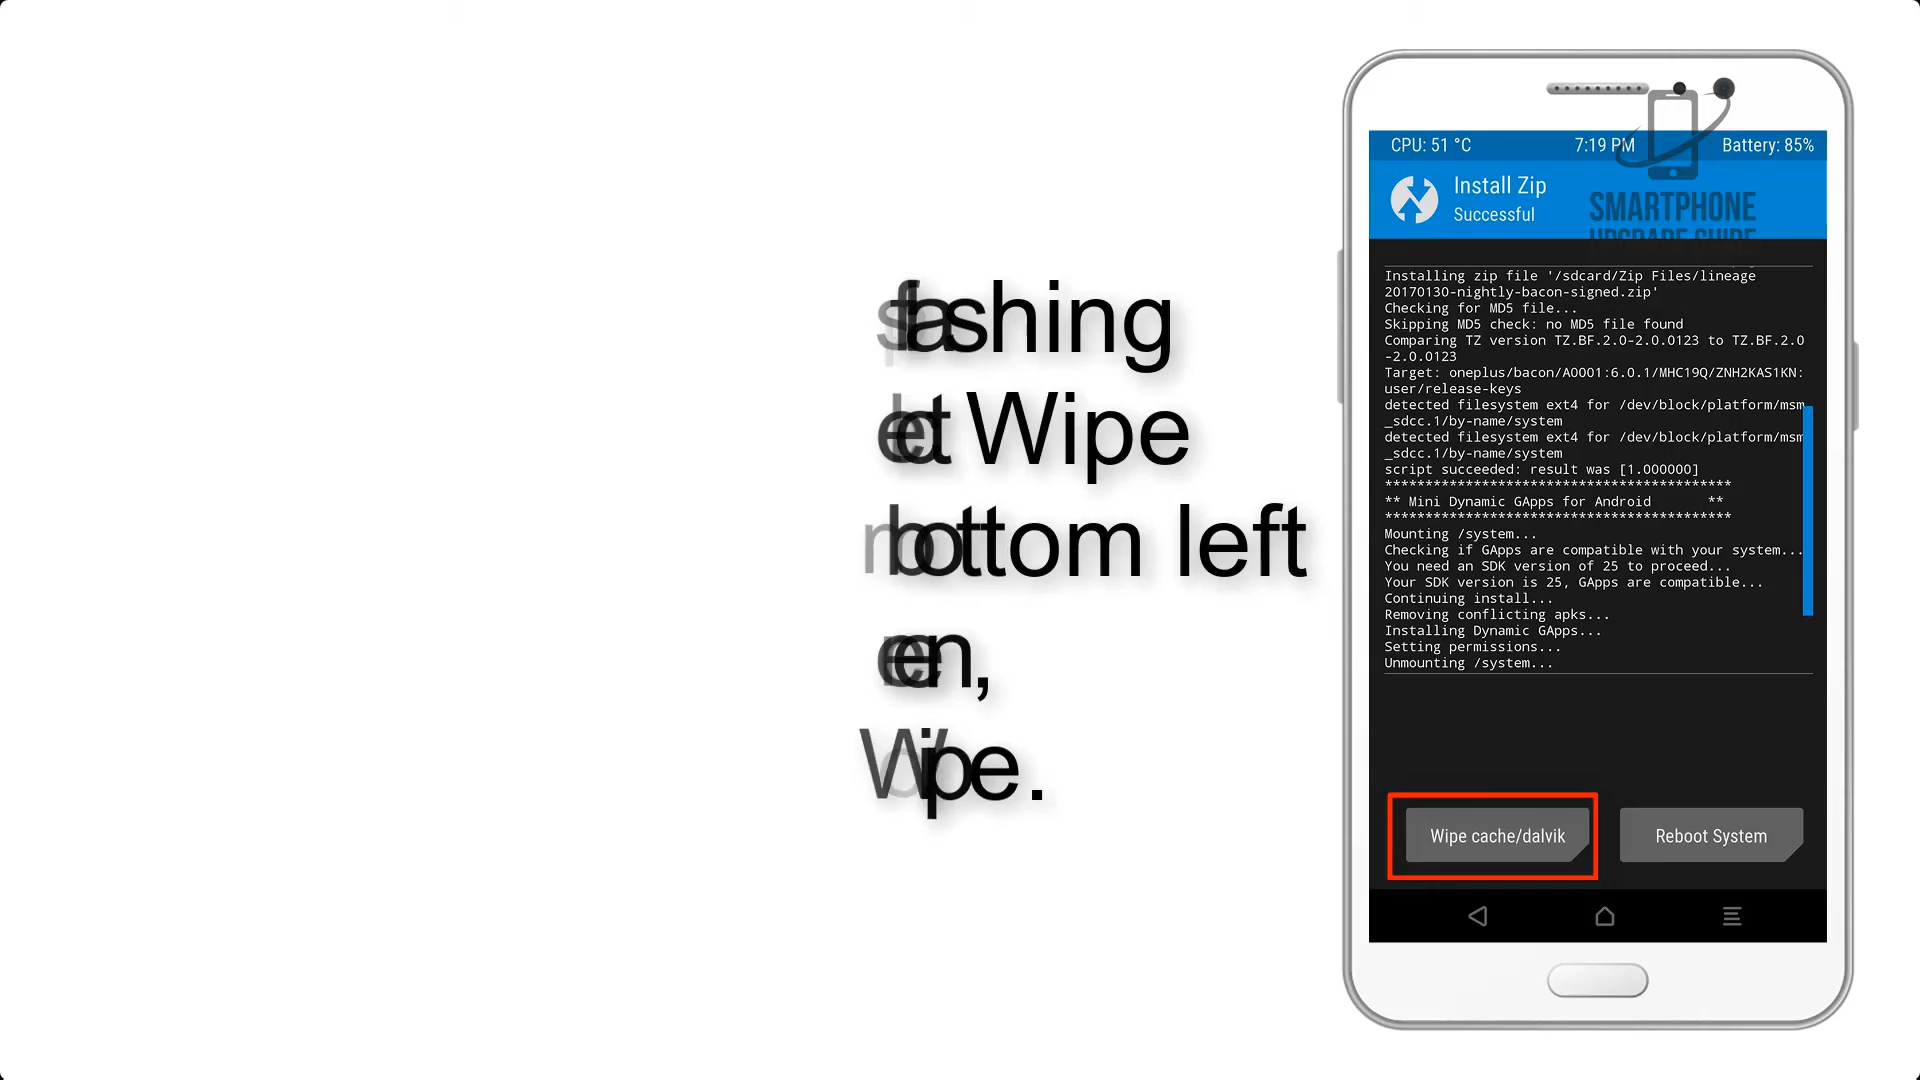 ashing
Wipe
bottom left
en,
Wipe.
CPU: 51 °C 7:19 PM Battery: 85%
Install Zip
Successful
SMARTPHONE
UPGRADE GUIDE
Installing zip file '/sdcard/Zip Files/lineage
20170130-nightly-bacon-signed.zip'
Checking for MD5 file...
Skipping MD5 check: no MD5 file found
Comparing TZ version TZ.BF.2.0-2.0.0123 to TZ.BF.2.0
-2.0.0123
Target: oneplus/bacon/A0001:6.0.1/MHC19Q/ZNH2KAS1KN:
user/release-keys
detected filesystem ext4 for /dev/block/platform/msm
_sdcc.1/by-name/system
detected filesystem ext4 for /dev/block/platform/msm
_sdcc.1/by-name/system
script succeeded: result was [1.000000]
******************************************
** Mini Dynamic GApps for Android **
******************************************
Mounting /system...
Checking if GApps are compatible with your system...
You need an SDK version of 25 to proceed...
Your SDK version is 25, GApps are compatible...
Continuing install...
Removing conflicting apks...
Installing Dynamic GApps...
Setting permissions...
Unmounting /system...
Wipe cache/dalvik
Reboot System